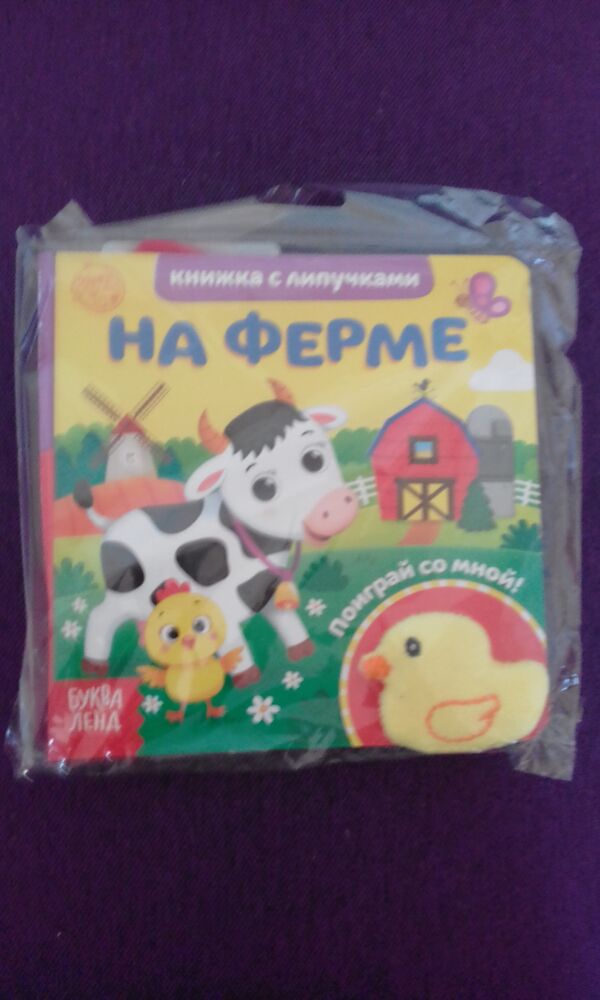 книжка с липучками
НА ФЕРМЕ
Поиграй со мной!
БУКВА
ЛЕНД